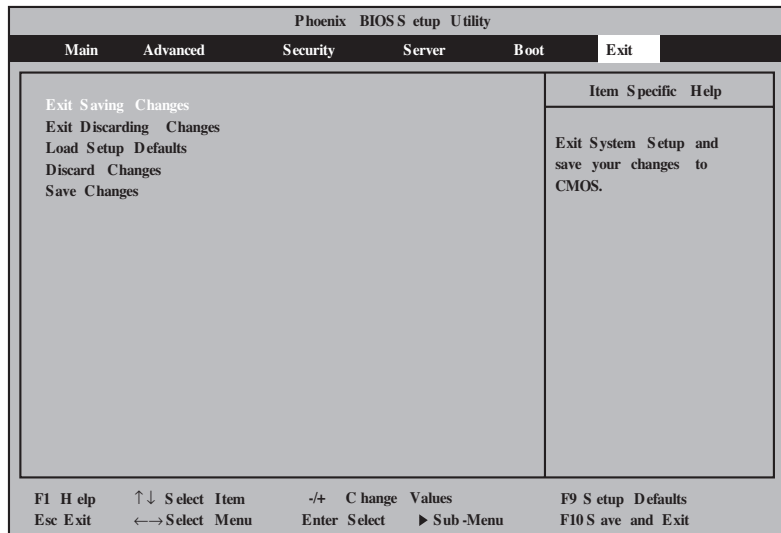 Phoenix BIOS Setup Utility
Main Advanced Security Server Boot Exit
Exit Saving Changes
Exit Discarding Changes
Load Setup Defaults
Discard Changes
Save Changes
Item Specific Help
Exit System Setup and
save your changes to
CMOS.
F1 Help ↑↓ Select Item -/+ Change Values F9 Setup Defaults
Esc Exit ←→ Select Menu Enter Select ▶ Sub-Menu F10 Save and Exit